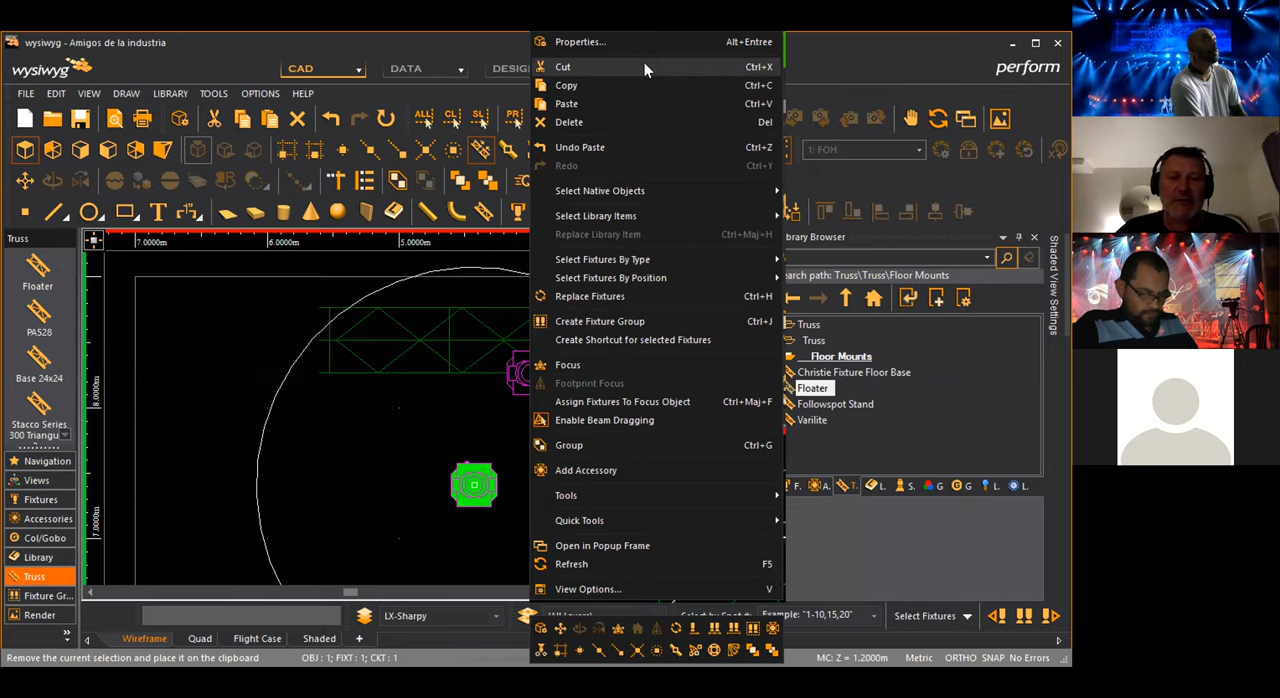 wysiwyg - Amigos de la industria
wysiwyg
CAD
DATA
perform
FILE EDIT VIEW DRAW LIBRARY TOOLS OPTIONS HELP
ALL
CL
SL
PR
1: FOH
Truss
Floater
PA528
Base 24x24
Stacco Series
300 Triangu
Navigation
Views
Fixtures
Accessories
Col/Gobo
Library
Truss
Fixture Gr...
Render
7.0000m
6.0000m
5.0000m
8.0000m
7.0000m
Properties... Alt+Entree
Cut Ctrl+X
Copy Ctrl+C
Paste Ctrl+V
Delete Del
Undo Paste Ctrl+Z
Redo Ctrl+Y
Select Native Objects
Select Library Items
Replace Library Item Ctrl+Maj+H
Select Fixtures By Type
Select Fixtures By Position
Replace Fixtures Ctrl+H
Create Fixture Group Ctrl+J
Create Shortcut for selected Fixtures
Focus
Footprint Focus
Assign Fixtures To Focus Object Ctrl+Maj+F
Enable Beam Dragging
Group Ctrl+G
Add Accessory
Tools
Quick Tools
Open in Popup Frame
Refresh F5
View Options... V
ibrary Browser
earch path: Truss\Truss\Floor Mounts
Truss
Truss
Floor Mounts
Christie Fixture Floor Base
Floater
Followspot Stand
Varilite
F. A. T. L. S. G G L L.
Shaded View Settings
LX-Sharpy
Example: "1-10,15,20"
Select Fixtures
Wireframe Quad Flight Case Shaded +
Remove the current selection and place it on the clipboard
OBJ : 1; FIXT : 1; CKT : 1
MC: Z = 1.2000m Metric ORTHO SNAP No Errors